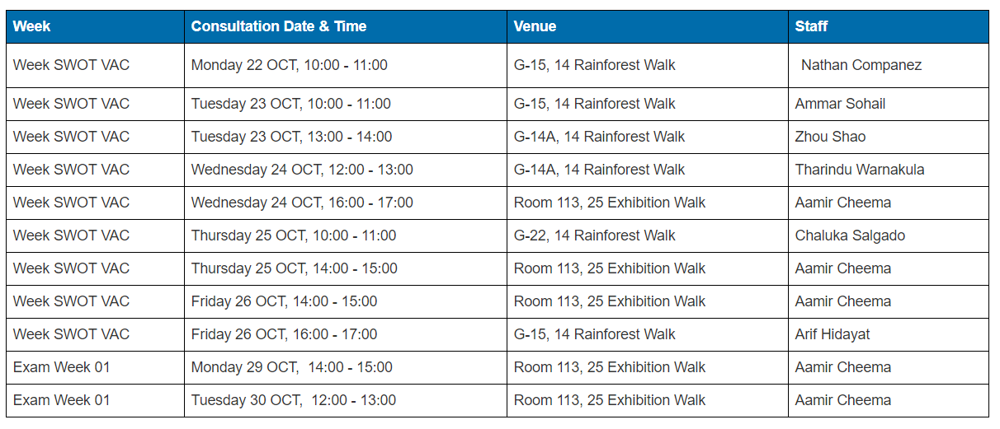 Week Consultation Date & Time Venue Staff
Week SWOT VAC Monday 22 OCT, 10:00 - 11:00 G-15, 14 Rainforest Walk Nathan Companez
Week SWOT VAC Tuesday 23 OCT, 10:00 - 11:00 G-15, 14 Rainforest Walk Ammar Sohail
Week SWOT VAC Tuesday 23 OCT, 13:00 - 14:00 G-14A, 14 Rainforest Walk Zhou Shao
Week SWOT VAC Wednesday 24 OCT, 12:00 - 13:00 G-14A, 14 Rainforest Walk Tharindu Warnakula
Week SWOT VAC Wednesday 24 OCT, 16:00 - 17:00 Room 113, 25 Exhibition Walk Aamir Cheema
Week SWOT VAC Thursday 25 OCT, 10:00 - 11:00 G-22, 14 Rainforest Walk Chaluka Salgado
Week SWOT VAC Thursday 25 OCT, 14:00 - 15:00 Room 113, 25 Exhibition Walk Aamir Cheema
Week SWOT VAC Friday 26 OCT, 14:00 - 15:00 Room 113, 25 Exhibition Walk Aamir Cheema
Week SWOT VAC Friday 26 OCT, 16:00 - 17:00 G-15, 14 Rainforest Walk Arif Hidayat
Exam Week 01 Monday 29 OCT, 14:00 - 15:00 Room 113, 25 Exhibition Walk Aamir Cheema
Exam Week 01 Tuesday 30 OCT, 12:00 - 13:00 Room 113, 25 Exhibition Walk Aamir Cheema